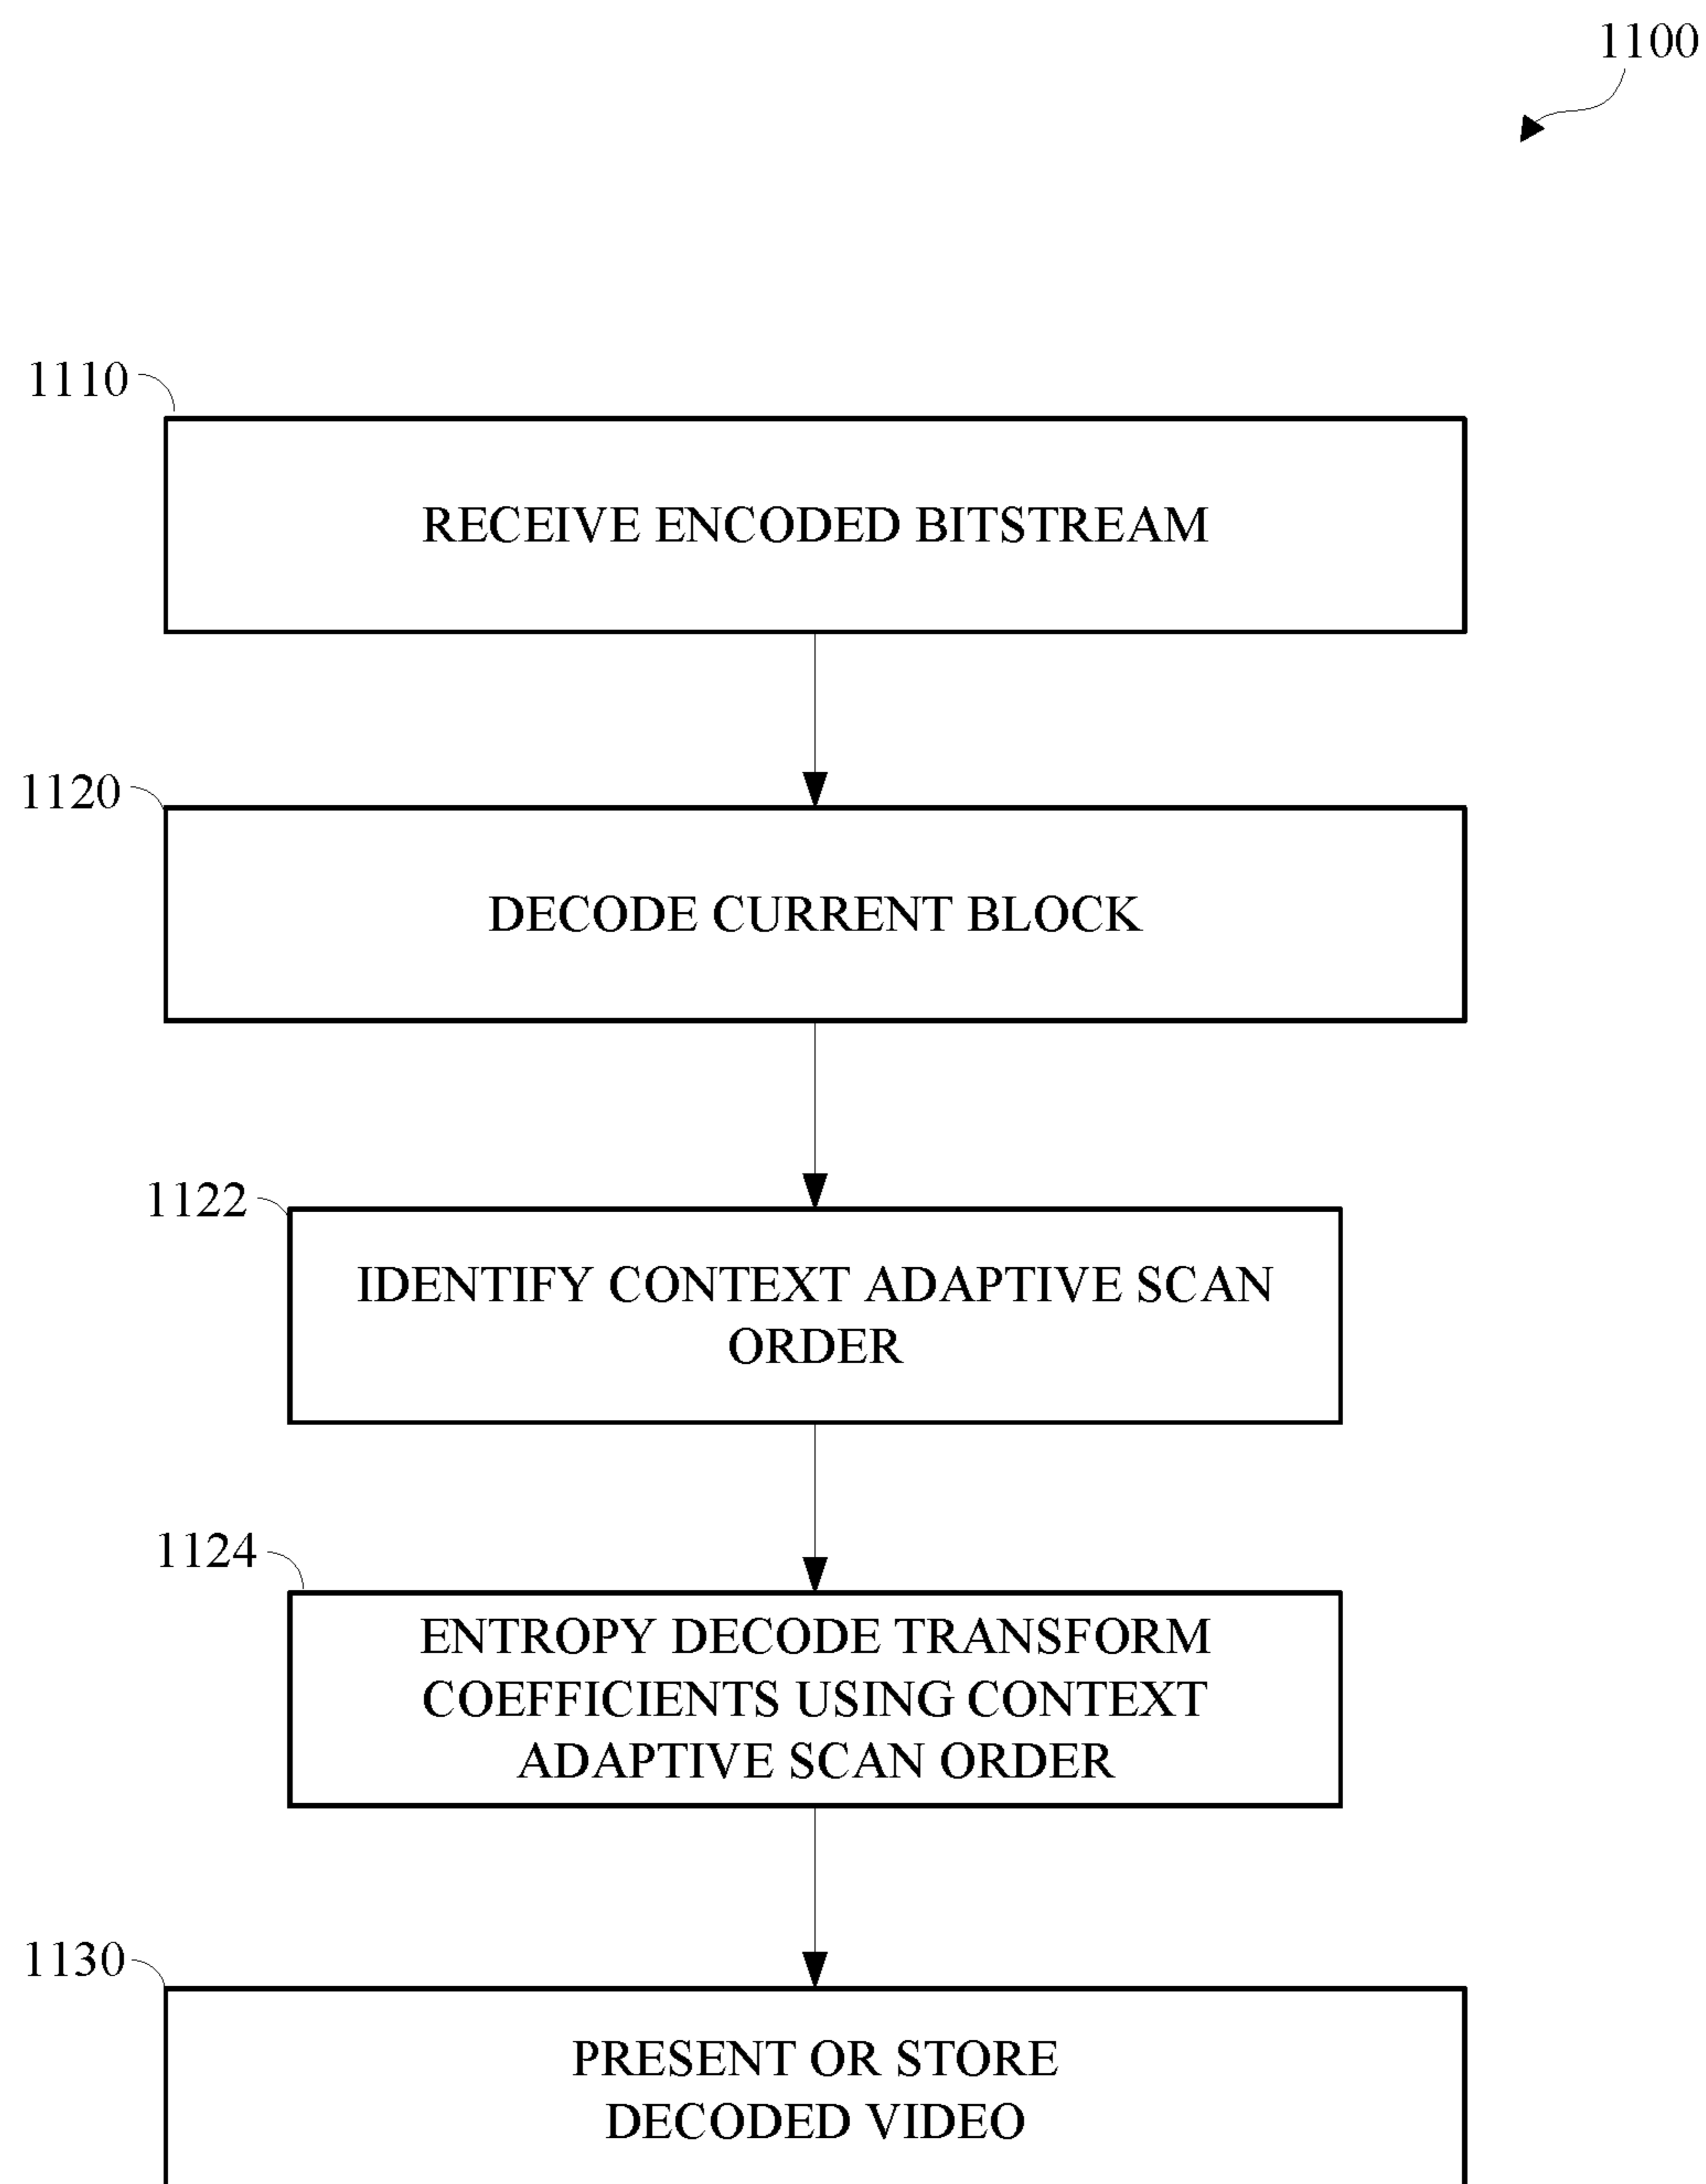 1100
1110
RECEIVE ENCODED BITSTREAM
1120
DECODE CURRENT BLOCK
1122
IDENTIFY CONTEXT ADAPTIVE SCAN
ORDER
1124
ENTROPY DECODE TRANSFORM
COEFFICIENTS USING CONTEXT
ADAPTIVE SCAN ORDER
1130
PRESENT OR STORE
DECODED VIDEO